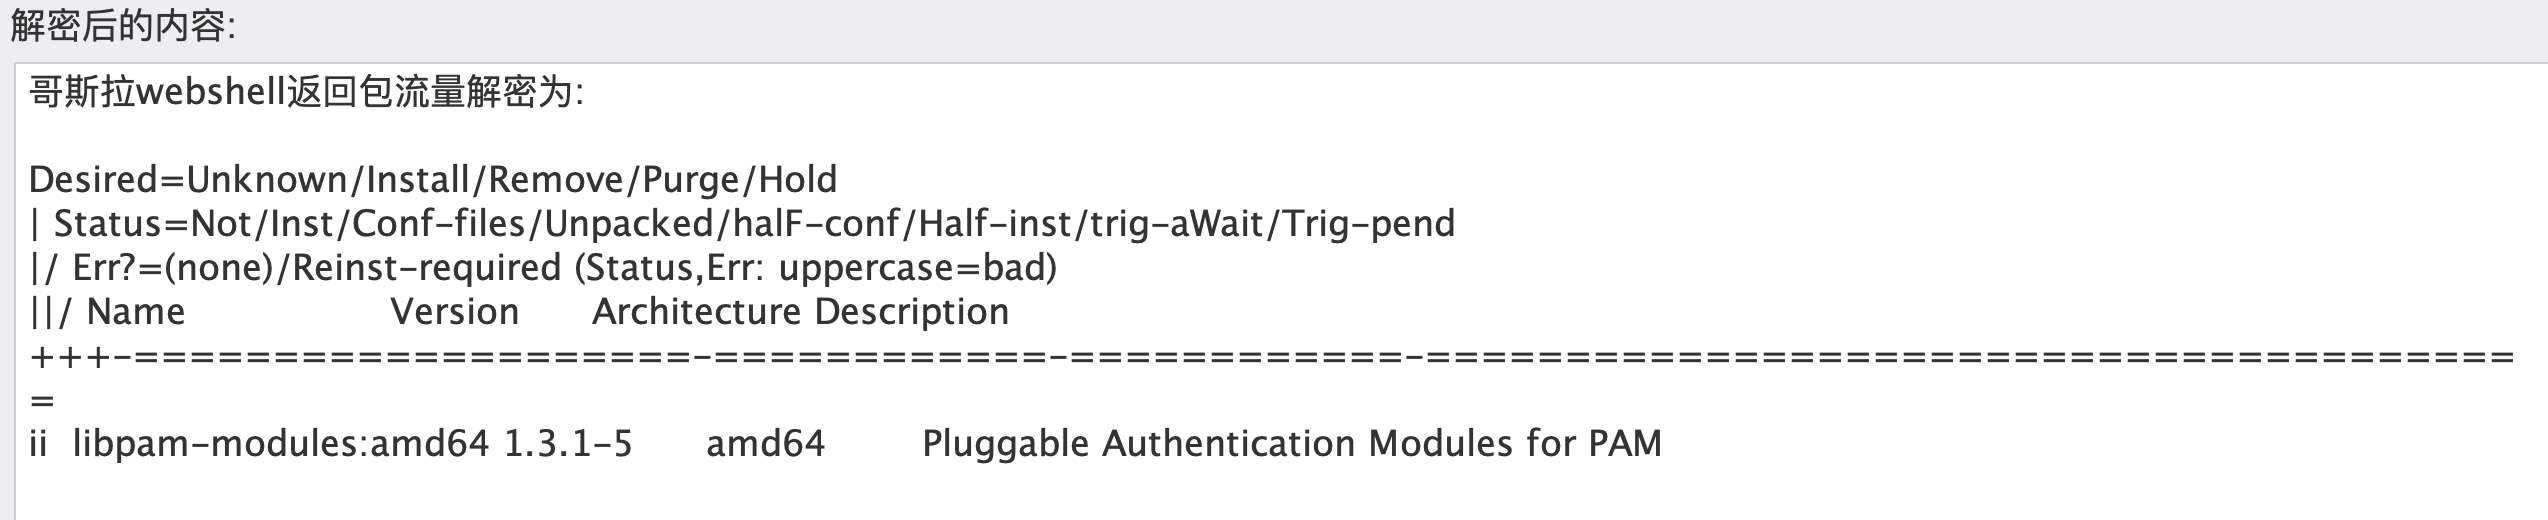 解密后的内容:
哥斯拉webshell返回包流量解密为:
Desired=Unknown/Install/Remove/Purge/Hold
| Status=Not/Inst/Conf-files/Unpacked/halF-conf/Half-inst/trig-aWait/Trig-pend
|/ Err?=(none)/Reinst-required (Status,Err: uppercase=bad)
||/ Name                 Version      Architecture Description
+++-====================-============-============-=======================================
=
ii  libpam-modules:amd64 1.3.1-5      amd64        Pluggable Authentication Modules for PAM